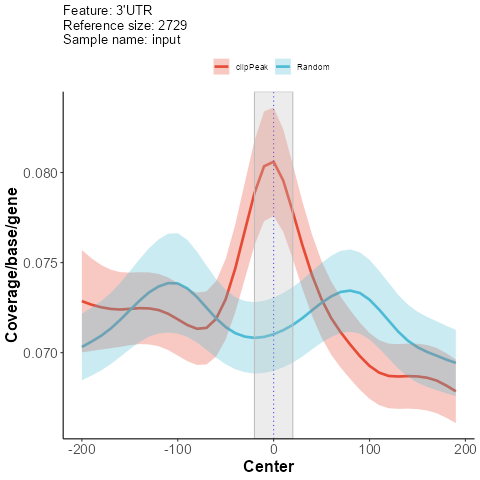 Feature: 3'UTR
Reference size: 2729
Sample name: input
clipPeak Random
0.080
0.075
0.070
Coverage/base/gene
-200 -100 0 100 200
Center